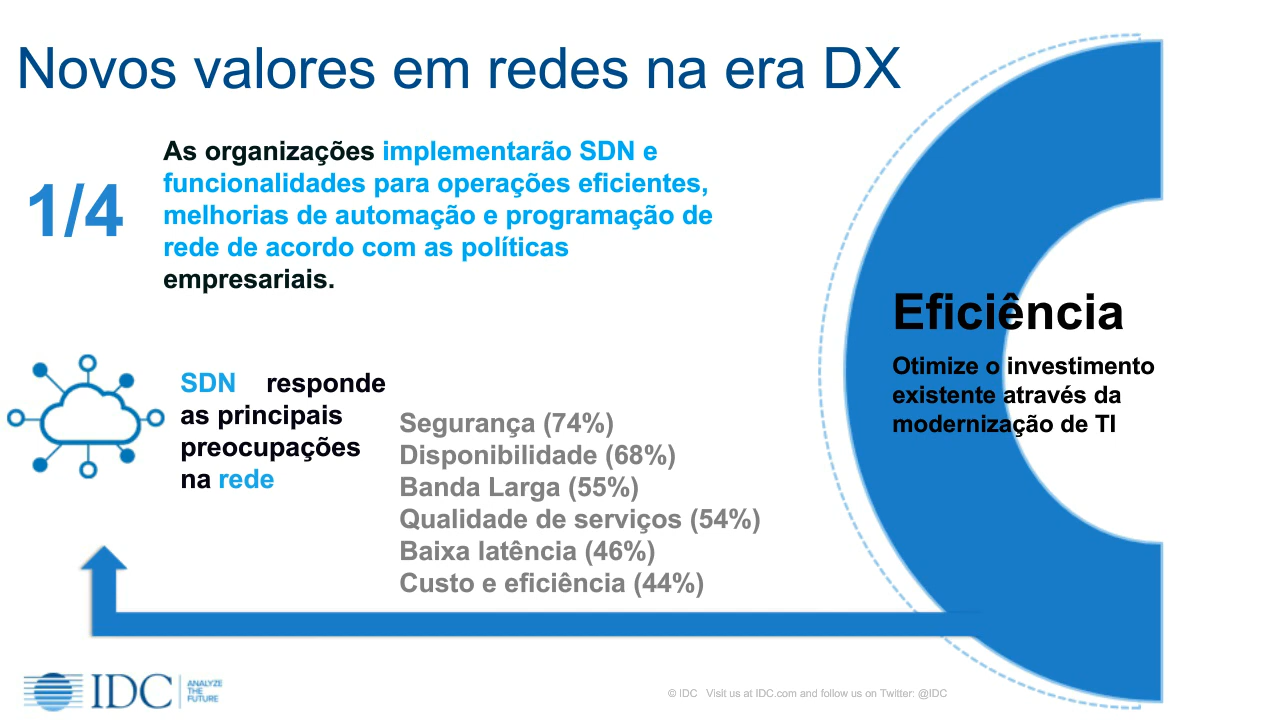 Novos valores em redes na era DX
1/4
As organizações implementarão SDN e
funcionalidades para operações eficientes,
melhorias de automação e programação de
rede de acordo com as políticas
empresariais.
SDN responde
as principais
preocupações
na rede
Segurança (74%)
Disponibilidade (68%)
Banda Larga (55%)
Qualidade de serviços (54%)
Baixa latência (46%)
Custo e eficiência (44%)
Eficiência
Otimize o investimento
existente através da
modernização de TI
IDC
ANALYZE
THE
FUTURE
© IDC Visit us at IDC.com and follow us on Twitter: @IDC